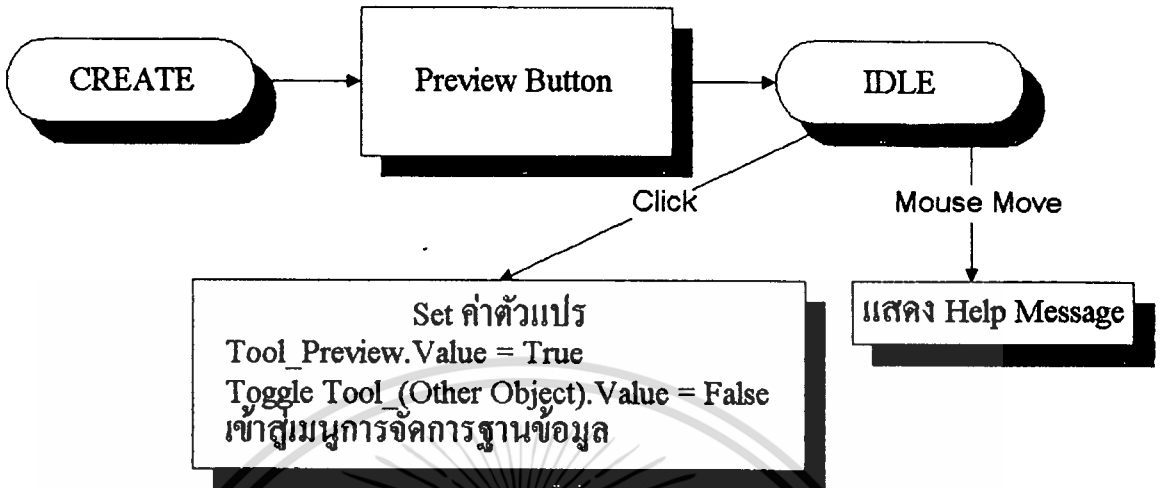 CREATE
Preview Button
IDLE
Click
Mouse Move
Set ค่าตัวแปร
Tool_Preview.Value = True
Toggle Tool_(Other Object).Value = False
เข้าสู่เมนูการจัดการฐานข้อมูล
แสดง Help Message